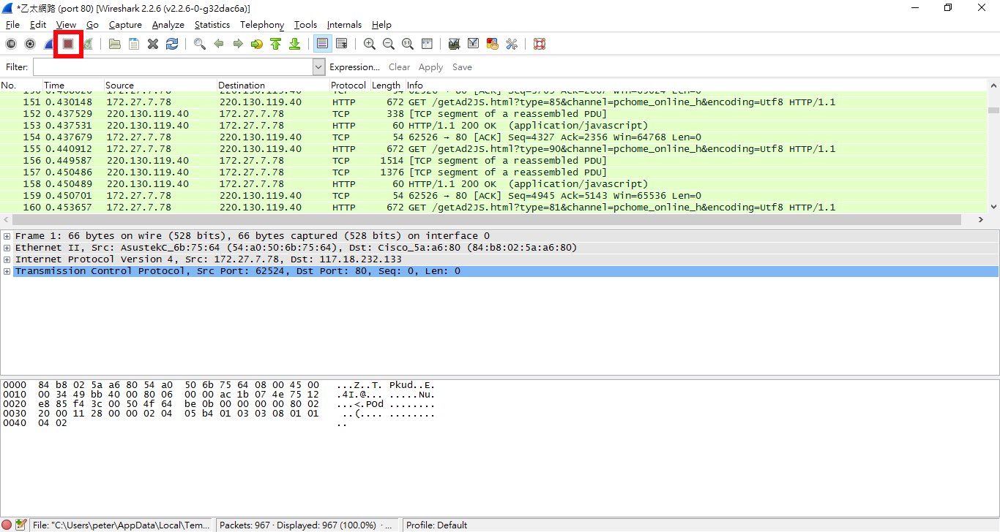 *乙太網路 (port 80) [Wireshark 2.2.6 (v2.2.6-0-g32dac6a)]
File Edit View Go Capture Analyze Statistics Telephony Tools Internals Help
Filter: Expression... Clear Apply Save
No. Time Source Destination Protocol Length Info
150 0.408020 172.27.7.78 220.130.119.40 TCP 54 62526 → 80 [ACK] Seq=3709 Ack=2067 Win=65024 Len=0
151 0.430148 172.27.7.78 220.130.119.40 HTTP 672 GET /getAd2JS.html?type=85&channel=pchome_online_h&encoding=Utf8 HTTP/1.1
152 0.437529 220.130.119.40 172.27.7.78 TCP 338 [TCP segment of a reassembled PDU]
153 0.437531 220.130.119.40 172.27.7.78 HTTP 60 HTTP/1.1 200 OK (application/javascript)
154 0.437679 172.27.7.78 220.130.119.40 TCP 54 62526 → 80 [ACK] Seq=4327 Ack=2356 Win=64768 Len=0
155 0.440912 172.27.7.78 220.130.119.40 HTTP 672 GET /getAd2JS.html?type=90&channel=pchome_online_h&encoding=Utf8 HTTP/1.1
156 0.449587 220.130.119.40 172.27.7.78 TCP 1514 [TCP segment of a reassembled PDU]
157 0.450486 220.130.119.40 172.27.7.78 TCP 1376 [TCP segment of a reassembled PDU]
158 0.450489 220.130.119.40 172.27.7.78 HTTP 60 HTTP/1.1 200 OK (application/javascript)
159 0.450701 172.27.7.78 220.130.119.40 TCP 54 62526 → 80 [ACK] Seq=4945 Ack=5143 Win=65536 Len=0
160 0.453657 172.27.7.78 220.130.119.40 HTTP 672 GET /getAd2JS.html?type=81&channel=pchome_online_h&encoding=Utf8 HTTP/1.1
Frame 1: 66 bytes on wire (528 bits), 66 bytes captured (528 bits) on interface 0
Ethernet II, Src: AsustekC_6b:75:64 (54:a0:50:6b:75:64), Dst: Cisco_5a:a6:80 (84:b8:02:5a:a6:80)
Internet Protocol Version 4, Src: 172.27.7.78, Dst: 117.18.232.133
Transmission Control Protocol, Src Port: 62524, Dst Port: 80, Seq: 0, Len: 0
0000 84 b8 02 5a a6 80 54 a0 50 6b 75 64 08 00 45 00 ...Z..T. Pkud..E.
0010 00 34 49 bb 40 00 80 06 00 00 ac 1b 07 4e 75 12 .4I.@... .....Nu.
0020 e8 85 f4 3c 00 50 4f 64 be 0b 00 00 00 00 80 02 ...<.POd ........
0030 20 00 11 28 00 00 02 04 05 b4 01 03 03 08 01 01 ..(.... ........
0040 04 02 ..
File: "C:\Users\peter\AppData\Local\Tem... Packets: 967 · Displayed: 967 (100.0%) · ... Profile: Default